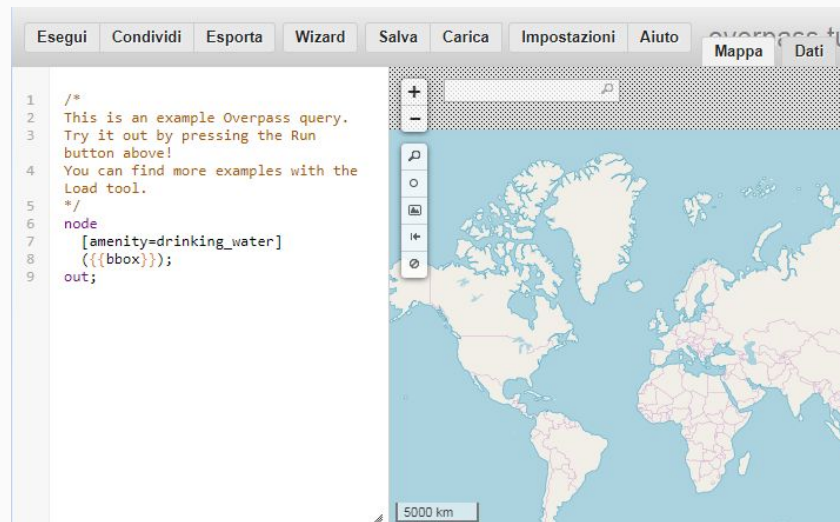 Esegui Condividi Esporta Wizard Salva Carica Impostazioni Aiuto
Mappa Dati
1 /*
2 This is an example Overpass query.
3 Try it out by pressing the Run
button above!
4 You can find more examples with the
Load tool.
5 */
6 node
7 [amenity=drinking_water]
8 ({{bbox}});
9 out;
+
−
5000 km